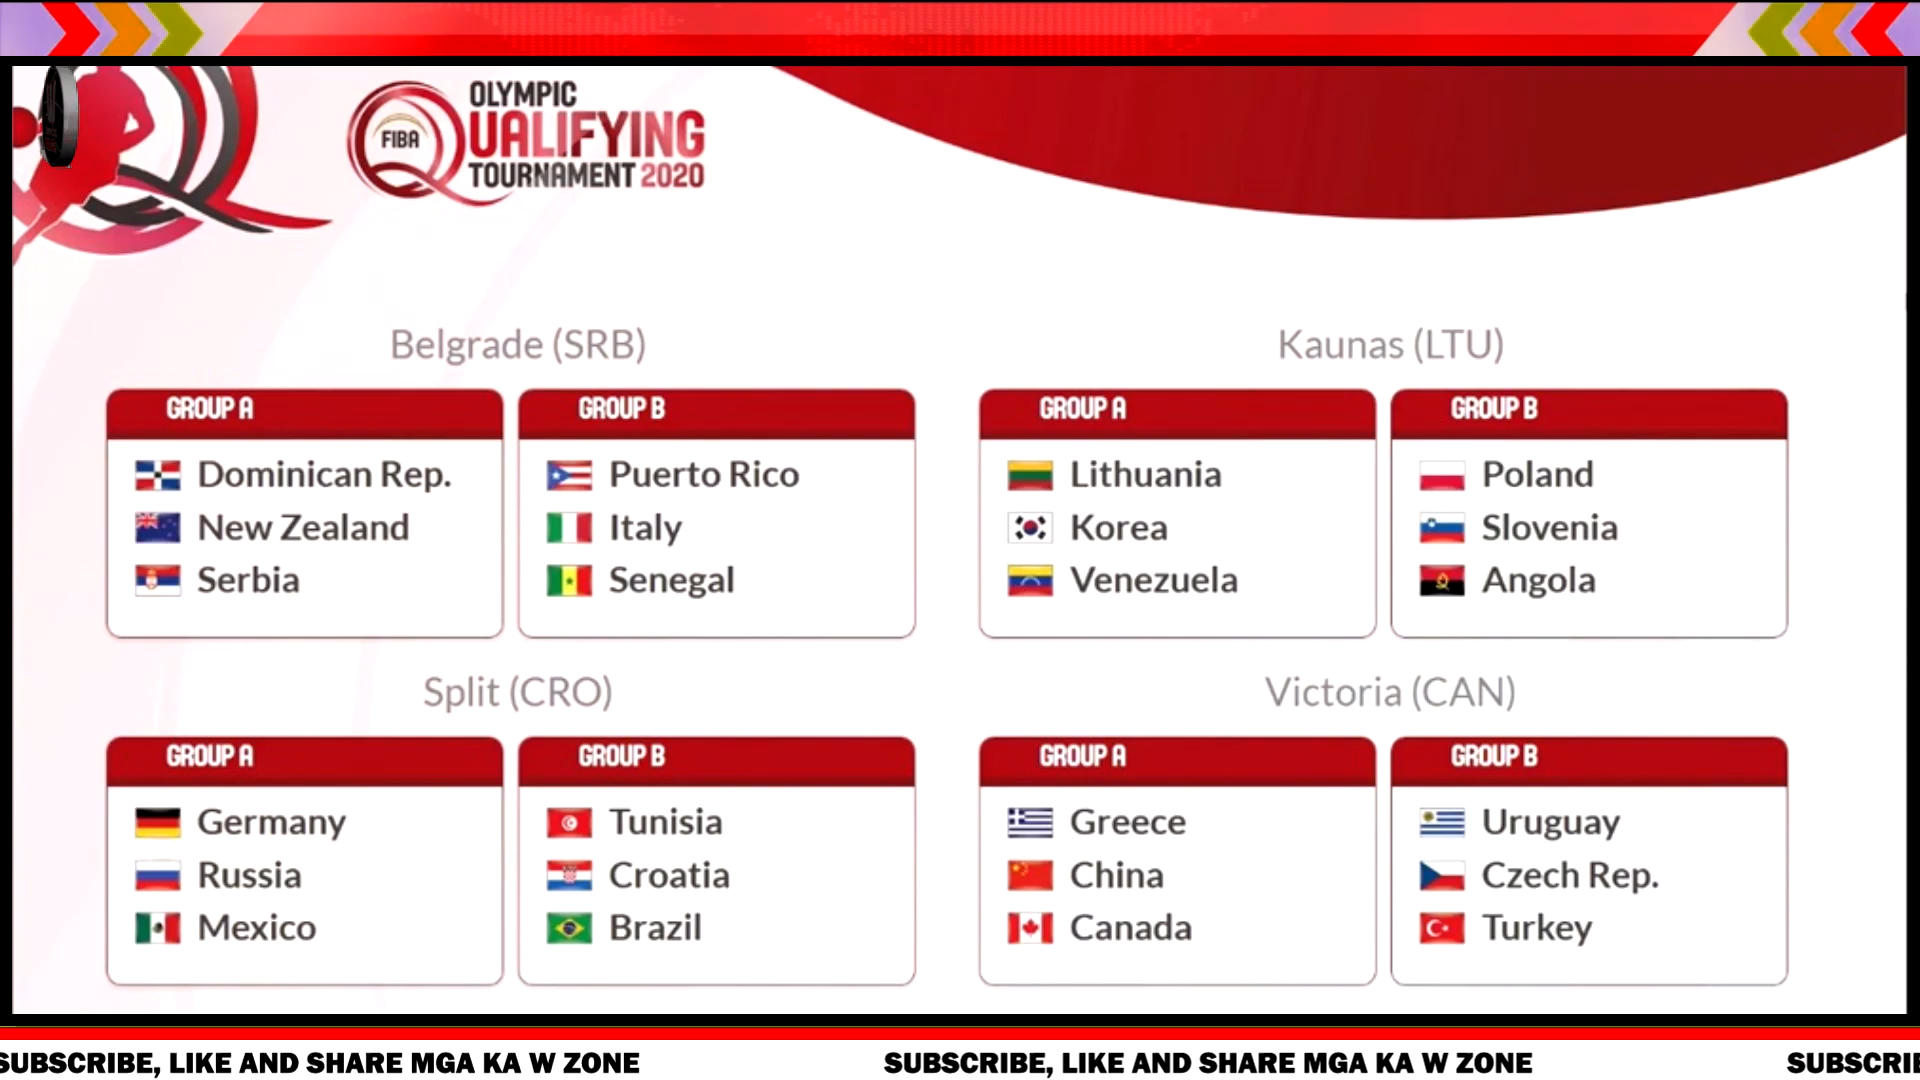 FIBA
OLYMPIC
QUALIFYING
TOURNAMENT 2020
Belgrade (SRB)
GROUP A
Dominican Rep.
New Zealand
Serbia
GROUP B
Puerto Rico
Italy
Senegal
Kaunas (LTU)
GROUP A
Lithuania
Korea
Venezuela
GROUP B
Poland
Slovenia
Angola
Split (CRO)
GROUP A
Germany
Russia
Mexico
GROUP B
Tunisia
Croatia
Brazil
Victoria (CAN)
GROUP A
Greece
China
Canada
GROUP B
Uruguay
Czech Rep.
Turkey
SUBSCRIBE, LIKE AND SHARE MGA KA W ZONE SUBSCRIBE, LIKE AND SHARE MGA KA W ZONE SUBSCRI